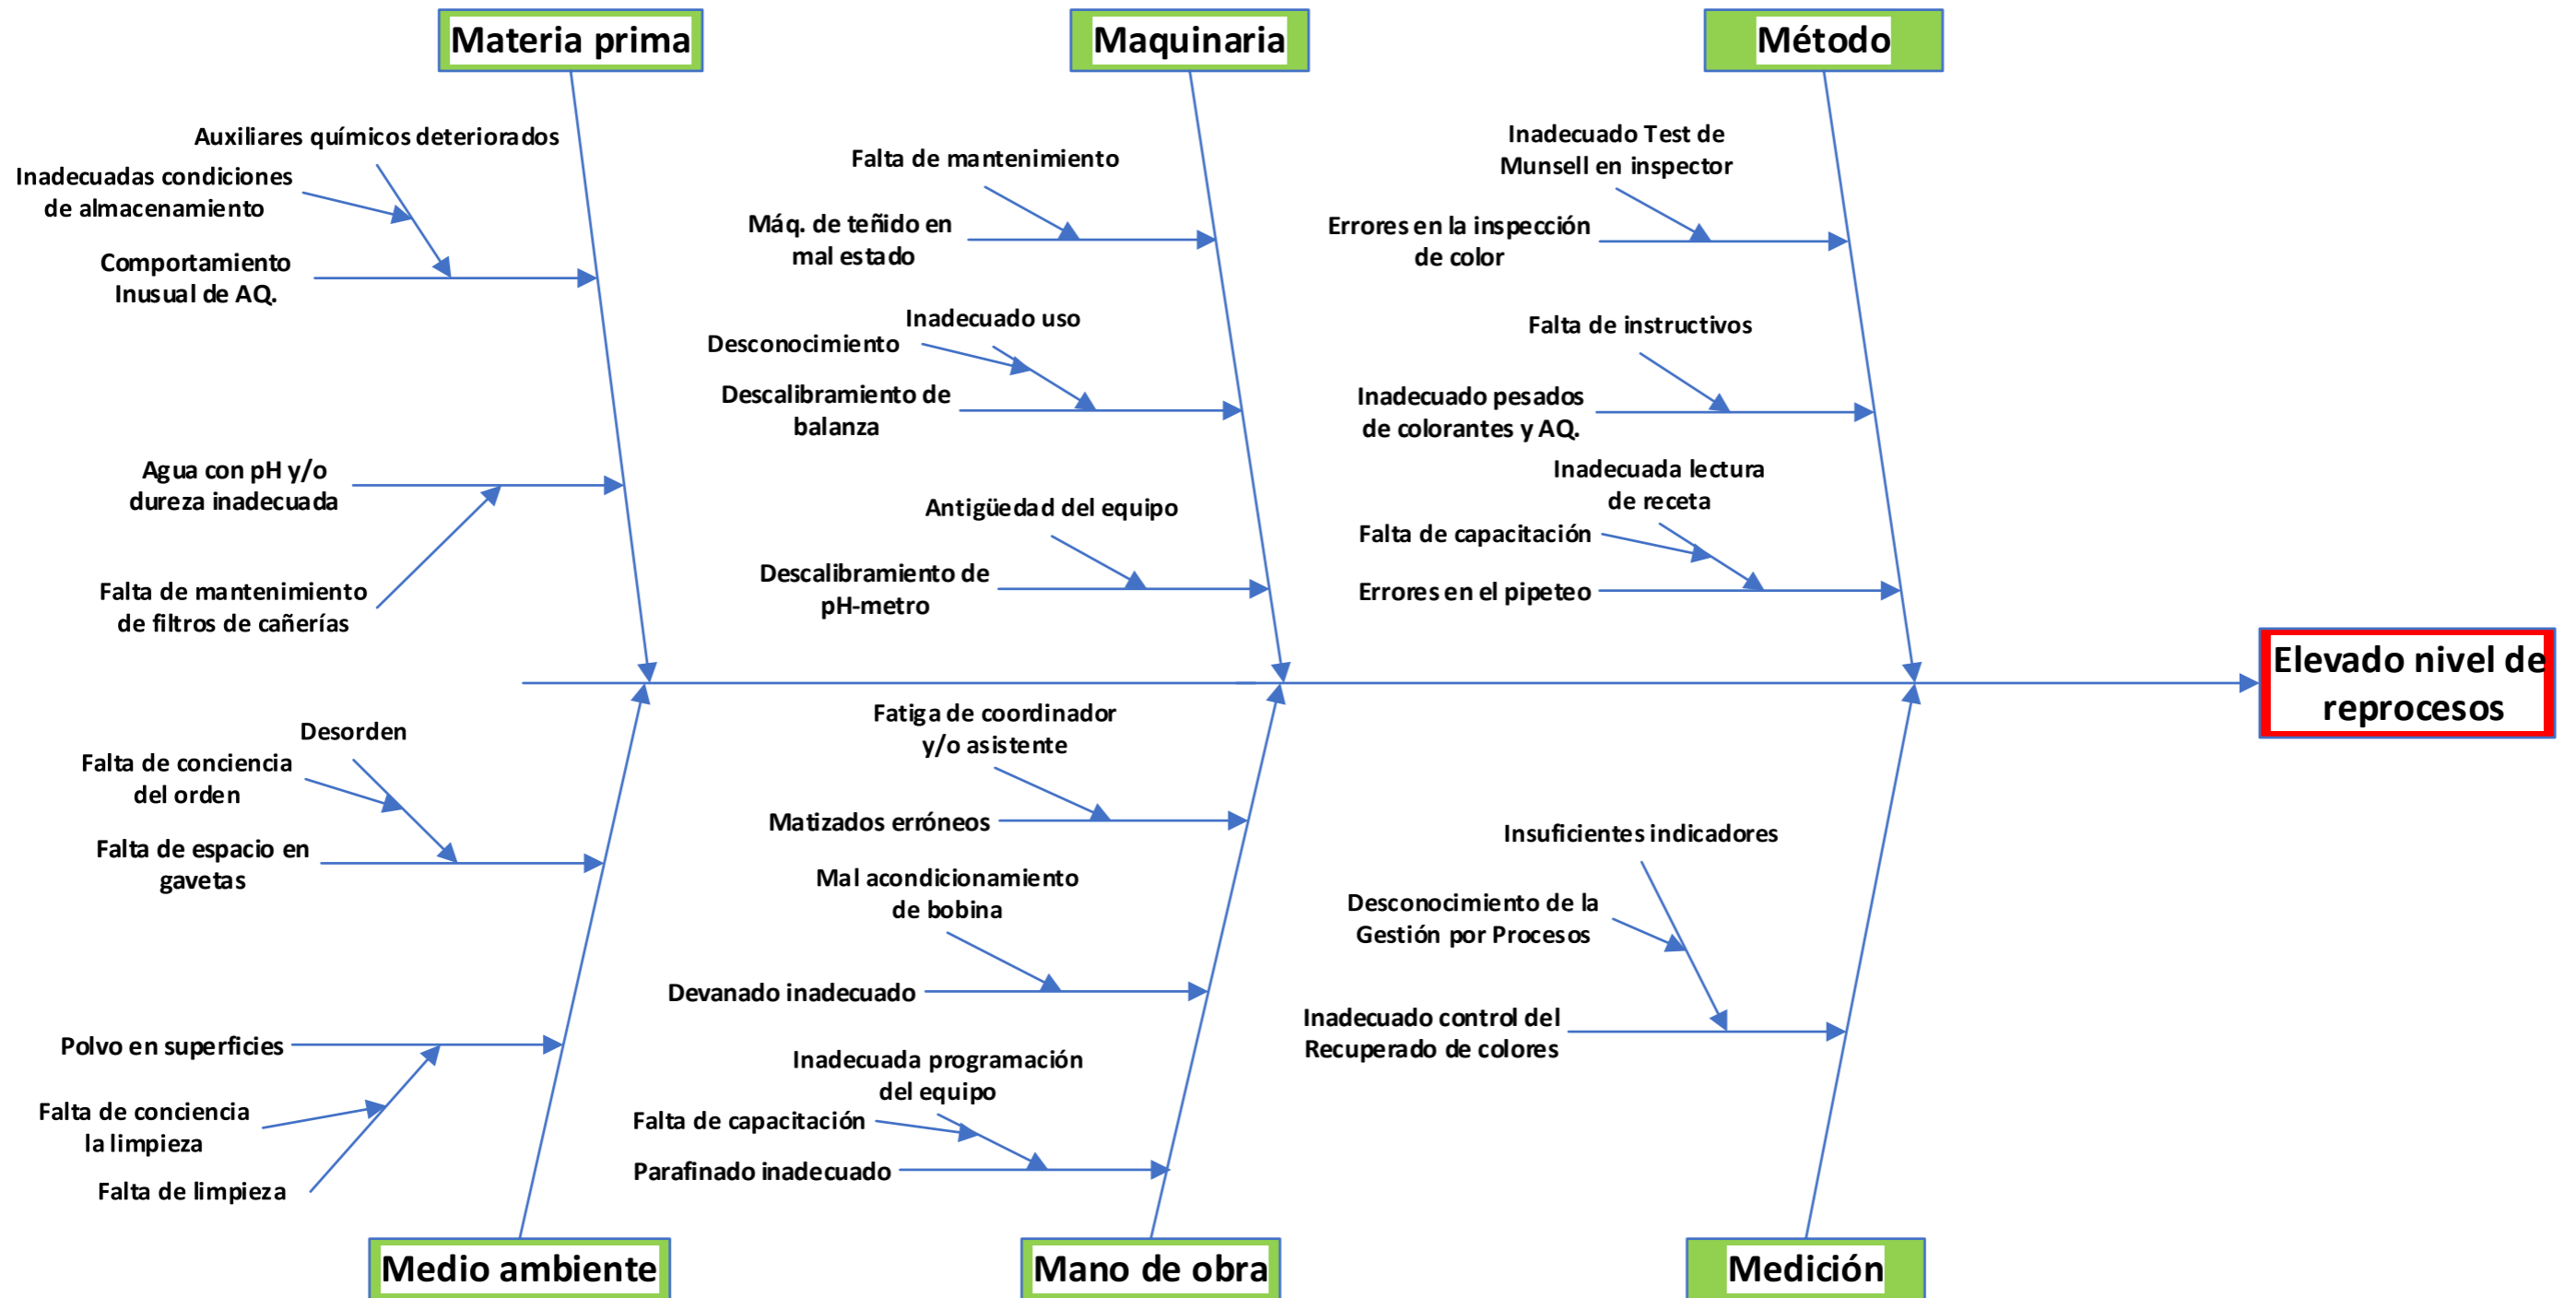 Materia prima
Maquinaria
Método
Auxiliares químicos deteriorados
Inadecuadas condiciones
de almacenamiento
Comportamiento
Inusual de AQ.
Agua con pH y/o
dureza inadecuada
Falta de mantenimiento
de filtros de cañerías
Falta de mantenimiento
Máq. de teñido en
mal estado
Inadecuado uso
Desconocimiento
Descalibramiento de
balanza
Antigüedad del equipo
Descalibramiento de
pH-metro
Inadecuado Test de
Munsell en inspector
Errores en la inspección
de color
Falta de instructivos
Inadecuado pesados
de colorantes y AQ.
Inadecuada lectura
de receta
Falta de capacitación
Errores en el pipeteo
Elevado nivel de
reprocesos
Desorden
Falta de conciencia
del orden
Falta de espacio en
gavetas
Polvo en superficies
Falta de conciencia
la limpieza
Falta de limpieza
Fatiga de coordinador
y/o asistente
Matizados erróneos
Mal acondicionamiento
de bobina
Devanado inadecuado
Inadecuada programación
del equipo
Falta de capacitación
Parafinado inadecuado
Insuficientes indicadores
Desconocimiento de la
Gestión por Procesos
Inadecuado control del
Recuperado de colores
Medio ambiente
Mano de obra
Medición